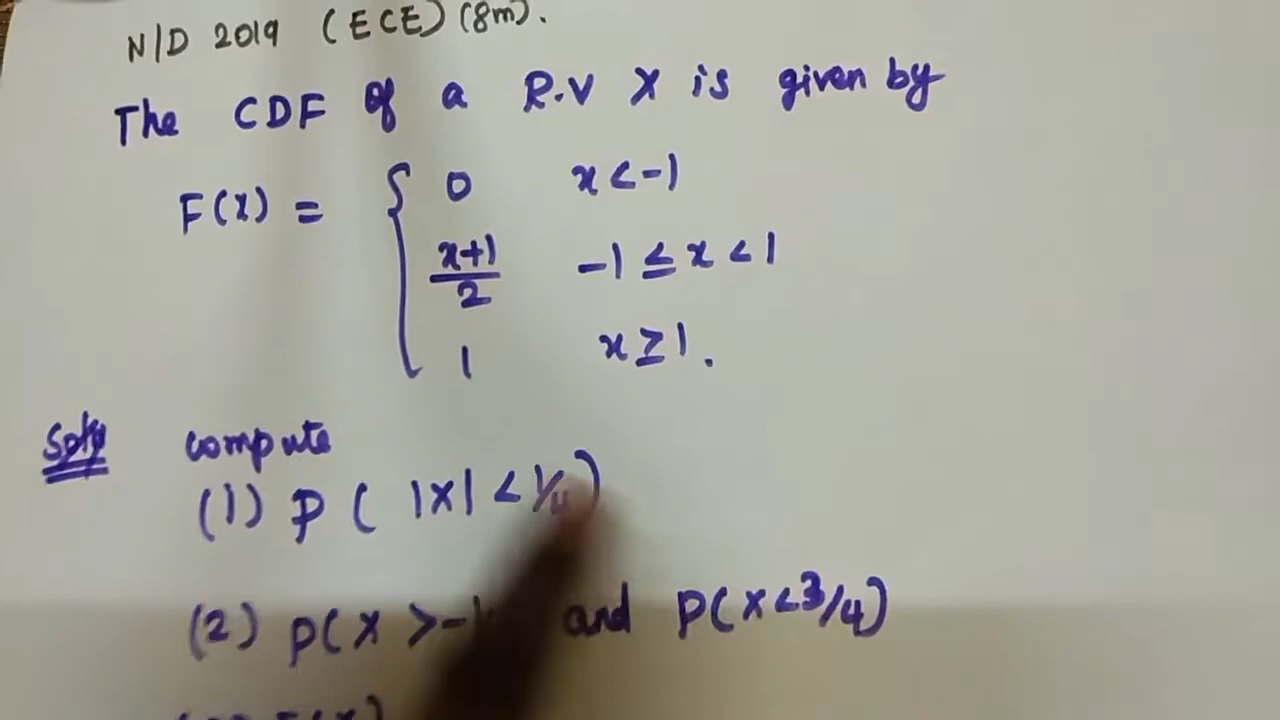 N/D 2019 (ECE) (8m).
The CDF of a R.V X is given by
F(X) = { 0 x < -1
x+1/2 -1 ≤ x < 1
1 x ≥ 1.
Soln compute
(1) P( |X| < 1/4)
(2) P(X > - and P(X < 3/4)